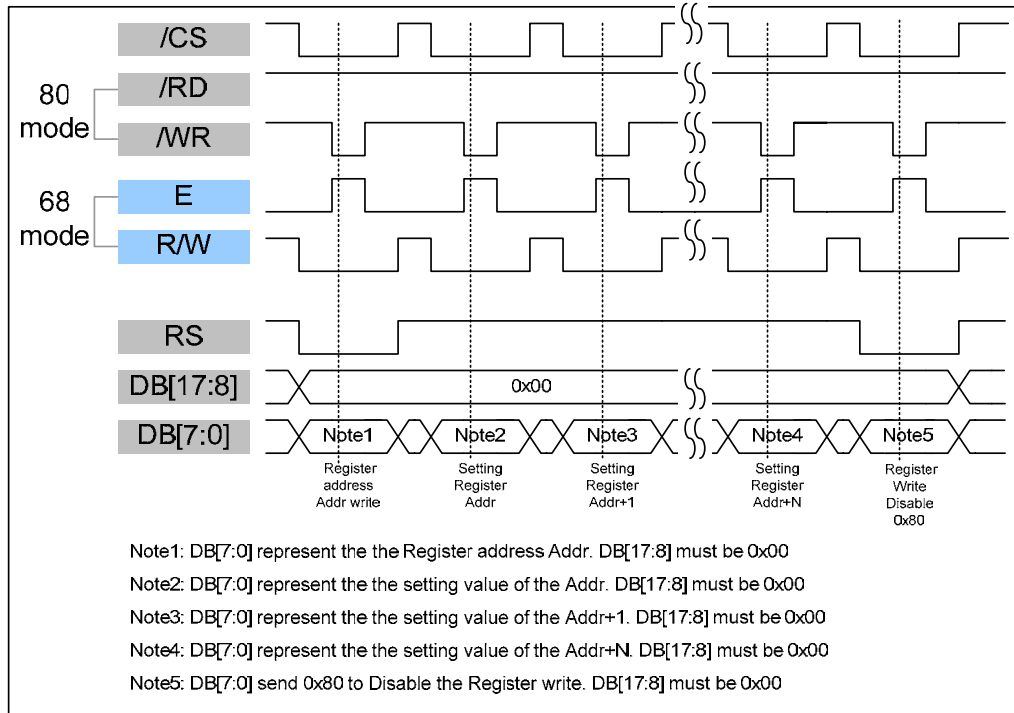 /CS
80
mode
/RD
/WR
68
mode
E
R/W
RS
DB[17:8]
0x00
DB[7:0]
Note1
Note2
Note3
Note4
Note5
Register
address
Addr write
Setting
Register
Addr
Setting
Register
Addr+1
Setting
Register
Addr+N
Register
Write
Disable
0x80
Note1: DB[7:0] represent the the Register address Addr. DB[17:8] must be 0x00
Note2: DB[7:0] represent the the setting value of the Addr. DB[17:8] must be 0x00
Note3: DB[7:0] represent the the setting value of the Addr+1. DB[17:8] must be 0x00
Note4: DB[7:0] represent the the setting value of the Addr+N. DB[17:8] must be 0x00
Note5: DB[7:0] send 0x80 to Disable the Register write. DB[17:8] must be 0x00